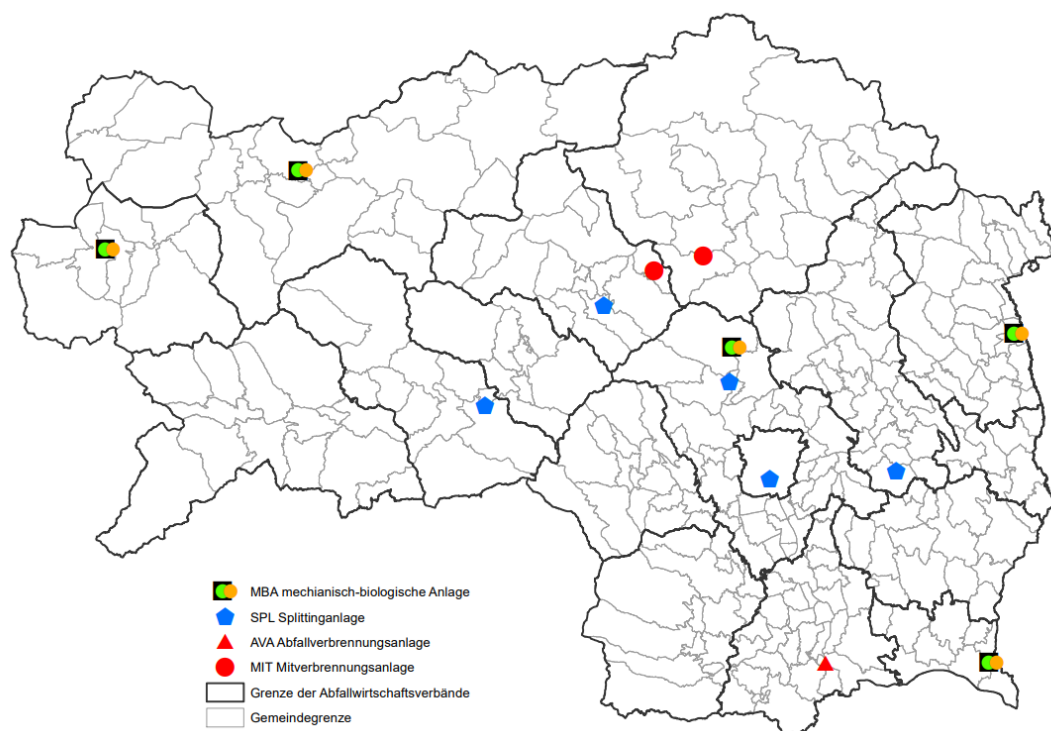 MBA mechianisch-biologische Anlage
SPL Splittinganlage
AVA Abfallverbrennungsanlage
MIT Mitverbrennungsanlage
Grenze der Abfallwirtschaftsverbände
Gemeindegrenze